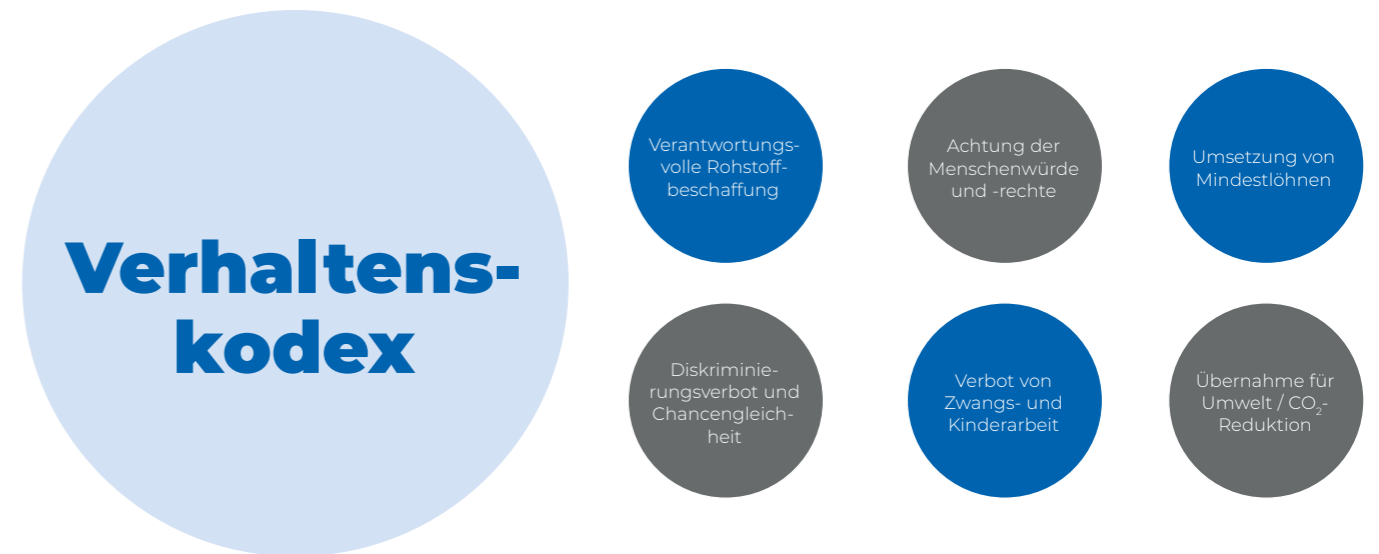 Verhaltens-
kodex
Verantwortungs-
volle Rohstoff-
beschaffung
Achtung der
Menschenwürde
und -rechte
Umsetzung von
Mindestlöhnen
Diskriminie-
rungsverbot und
Chancengleich-
heit
Verbot von
Zwangs- und
Kinderarbeit
Übernahme für
Umwelt / CO₂-
Reduktion